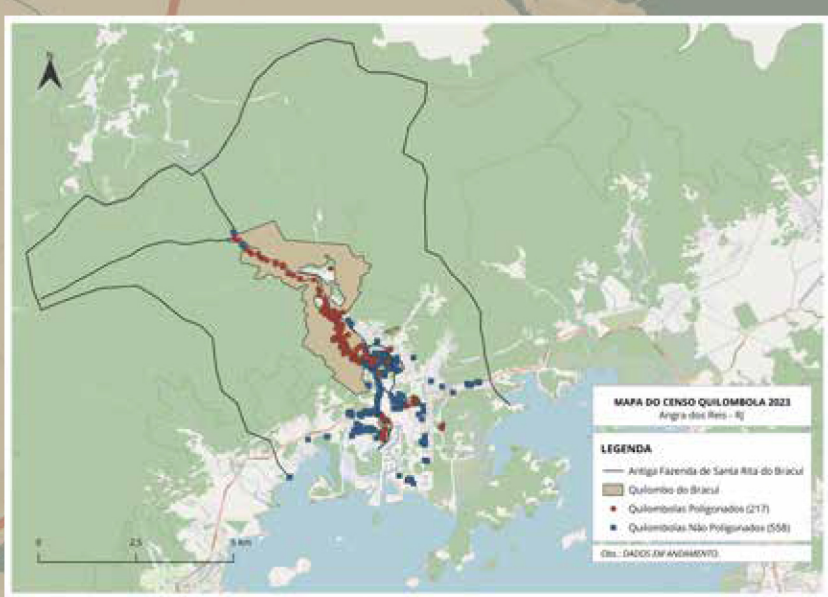 N
MAPA DO CENSO QUILOMBOLA 2023
Angra dos Reis - RJ
LEGENDA
Antiga Fazenda de Santa Rita do Bracuí
Quilombo do Bracuí
Quilombolas Poligonados (217)
Quilombolas Não Poligonados (558)
Obs.: DADOS EM ANDAMENTO.
0 2,5 5 km